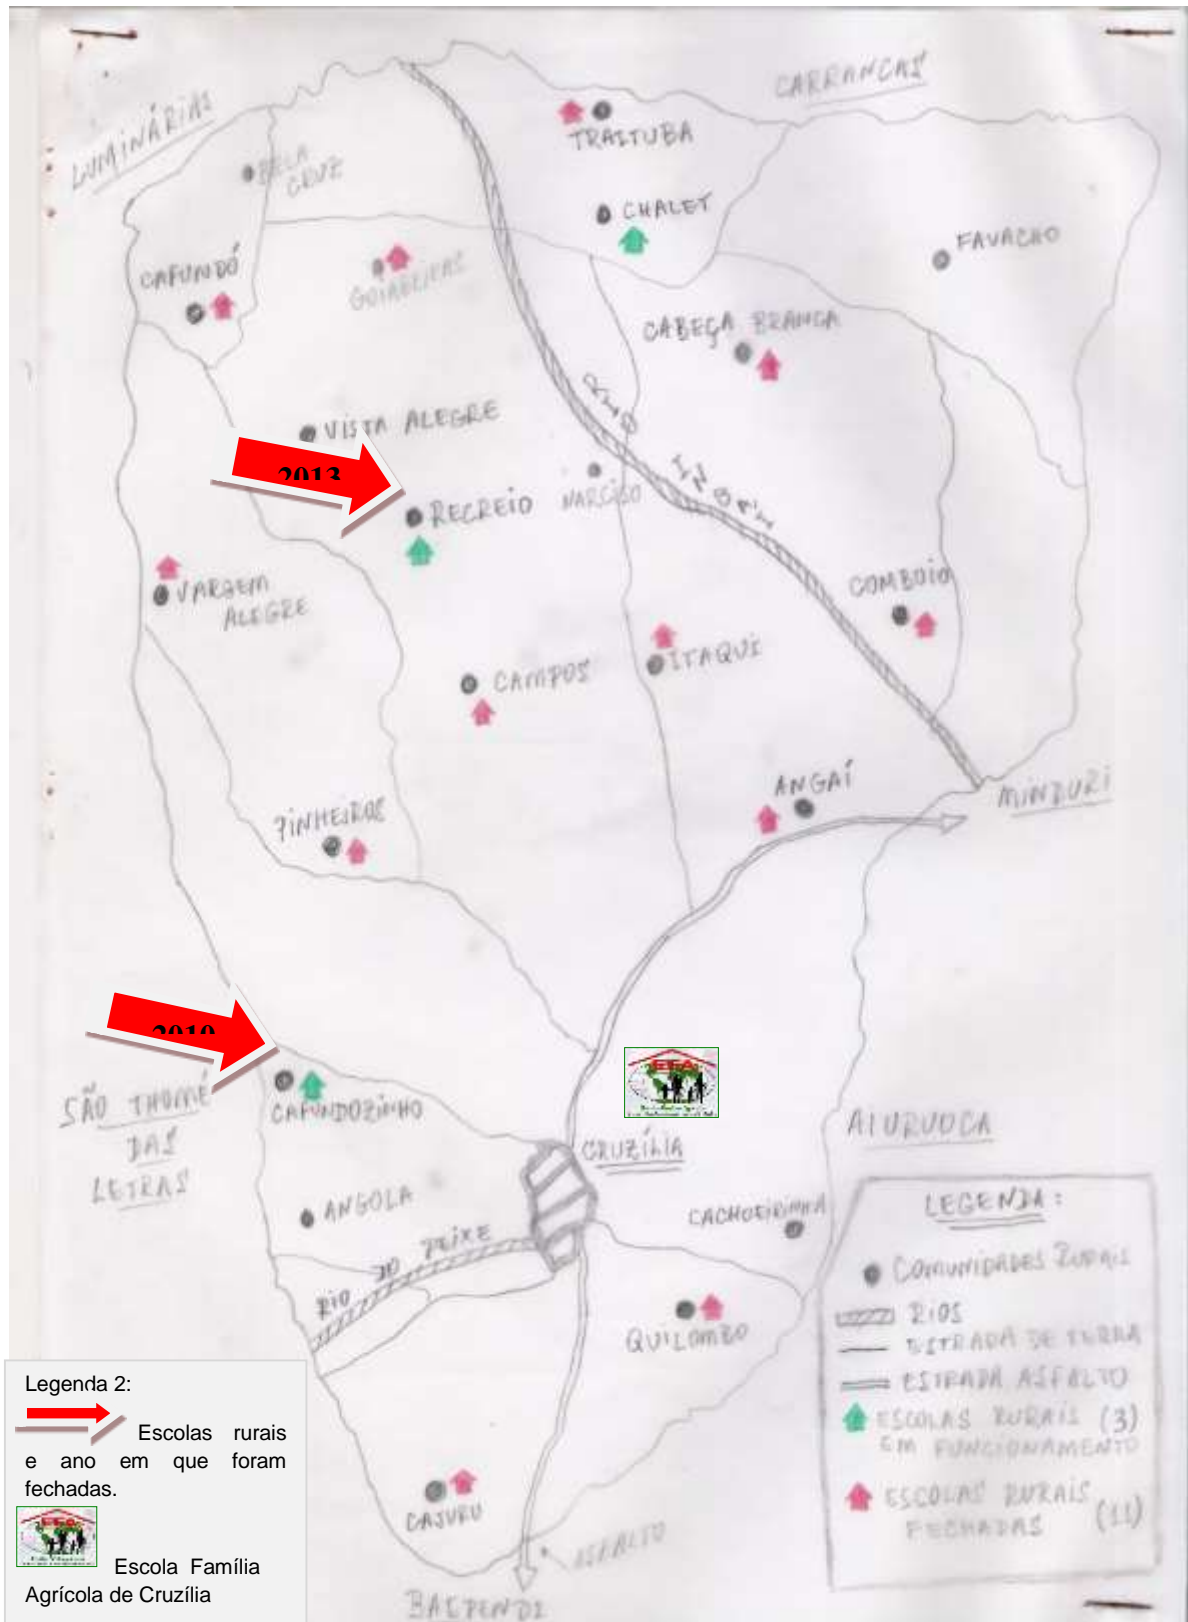 CARRANCAS
LUMINÁRIAS
TRAITUBA
BELA
CRUZ
CHALET
FAVACHO
CAFUNDÓ
GOIABEIRAS
CABEÇA BRANCA
RIO
INGAÍ
VISTA ALEGRE
2013
NARCISO
RECREIO
VARGEM
ALEGRE
COMBOIO
ITAQUI
CAMPOS
ANGAÍ
MINDURI
PINHEIROS
2010
EFA
SÃO THOMÉ
DAS
LETRAS
CAFUNDOZINHO
CRUZÍLIA
AIURUOCA
ANGOLA
CACHOEIRINHA
RIO DO PEIXE
QUILOMBO
CAJURU
ASFALTO
BAEPENDI
LEGENDA:
COMUNIDADES RURAIS
RIOS
ESTRADA DE TERRA
ESTRADA ASFALTO
ESCOLAS RURAIS (3)
EM FUNCIONAMENTO
ESCOLAS RURAIS
FECHADAS (11)
Legenda 2:
Escolas rurais
e ano em que foram
fechadas.
Escola Família
Agrícola de Cruzília